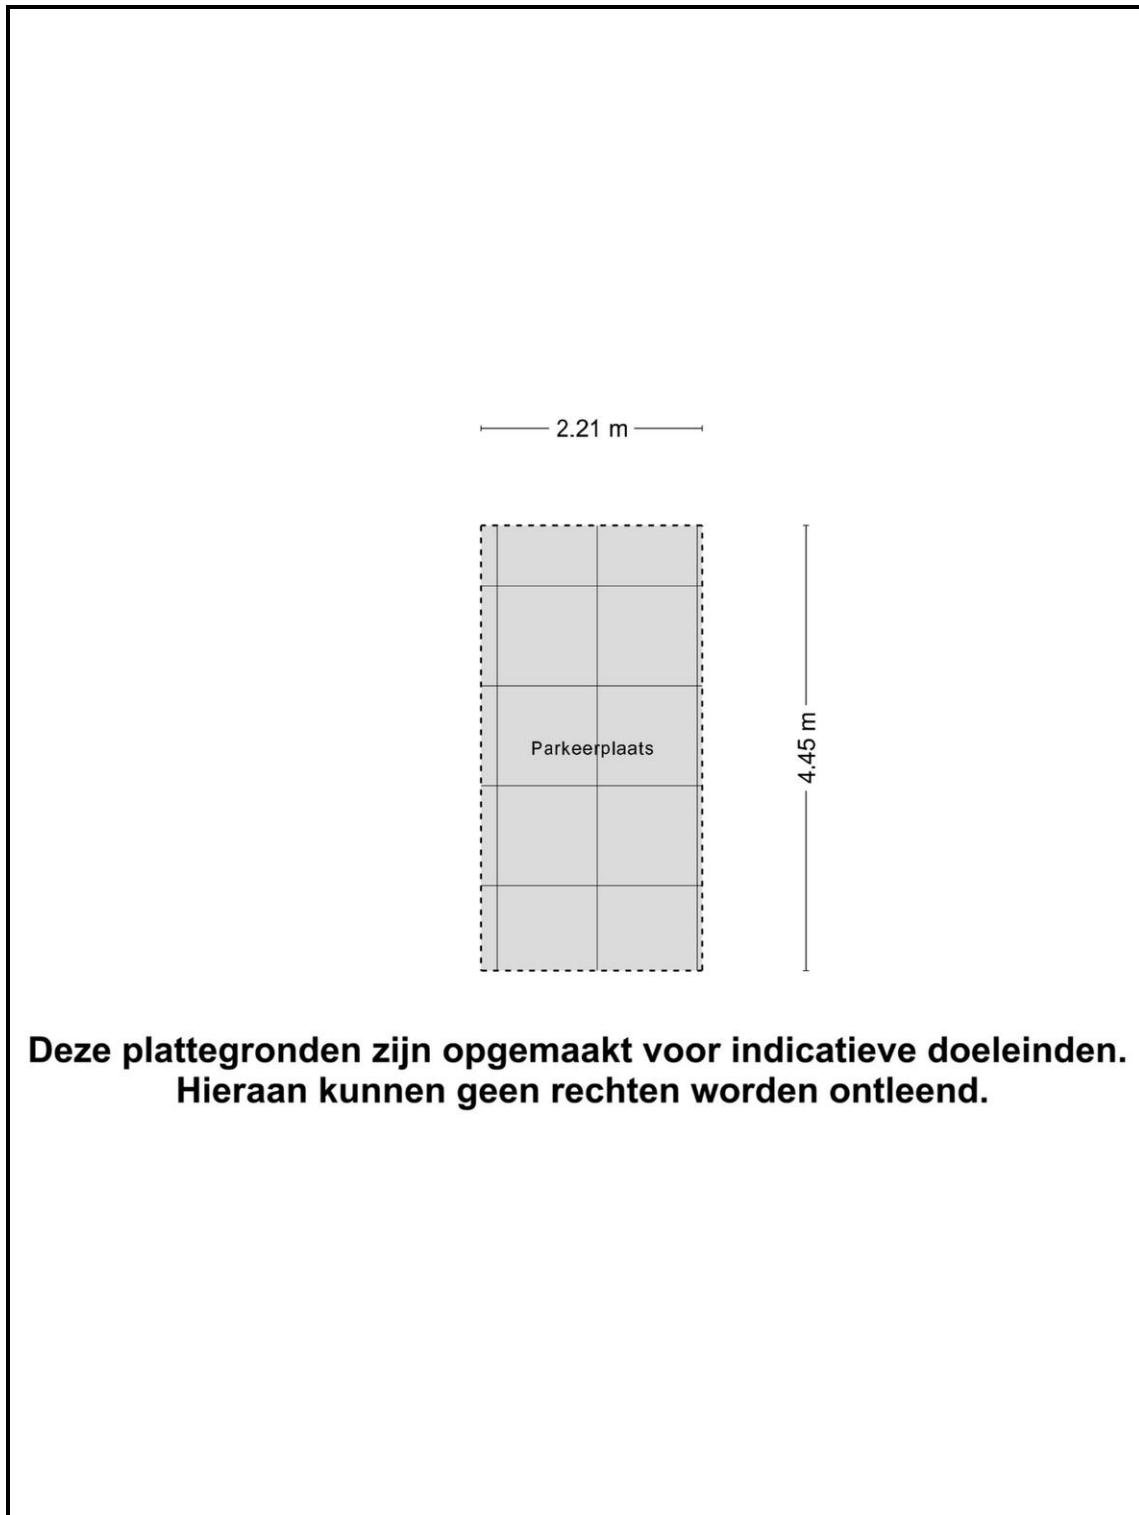 2.21 m
Parkeerplaats
4.45 m
Deze plattegronden zijn opgemaakt voor indicatieve doeleinden.
Hieraan kunnen geen rechten worden ontleend.